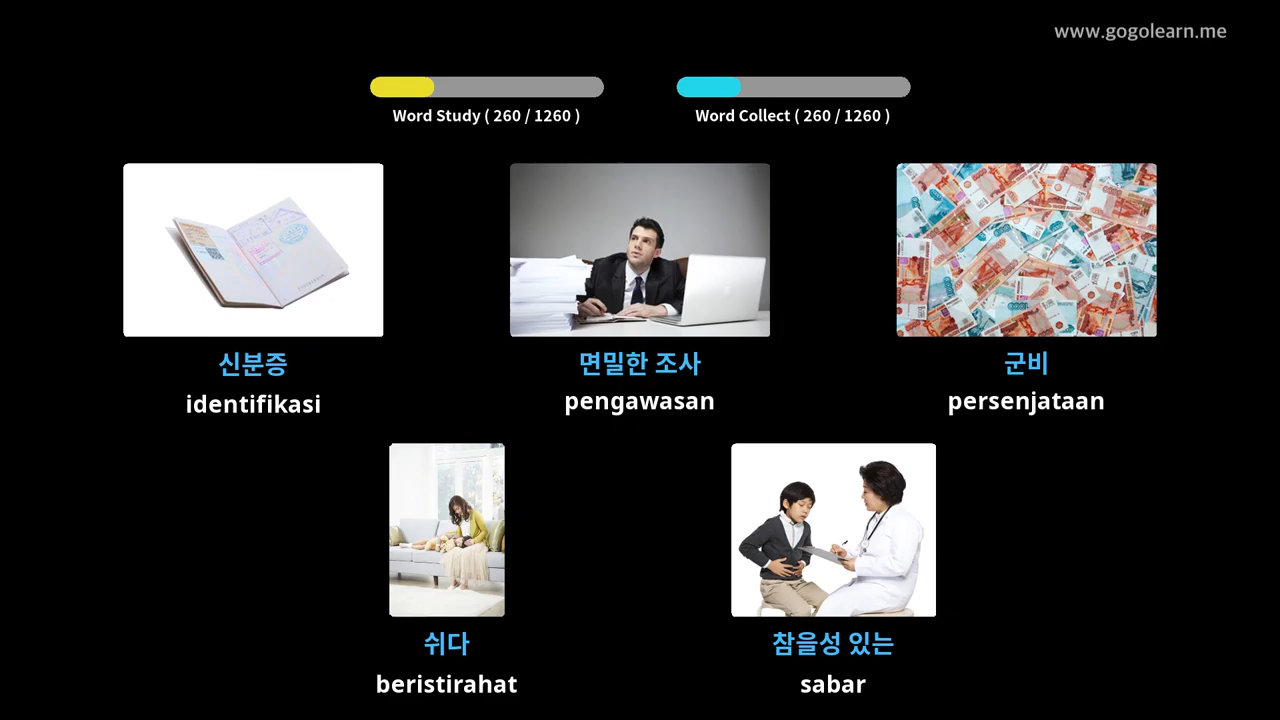 www.gogolearn.me
Word Study ( 260 / 1260 )
Word Collect ( 260 / 1260 )
신분증
identifikasi
면밀한 조사
pengawasan
군비
persenjataan
쉬다
beristirahat
참을성 있는
sabar